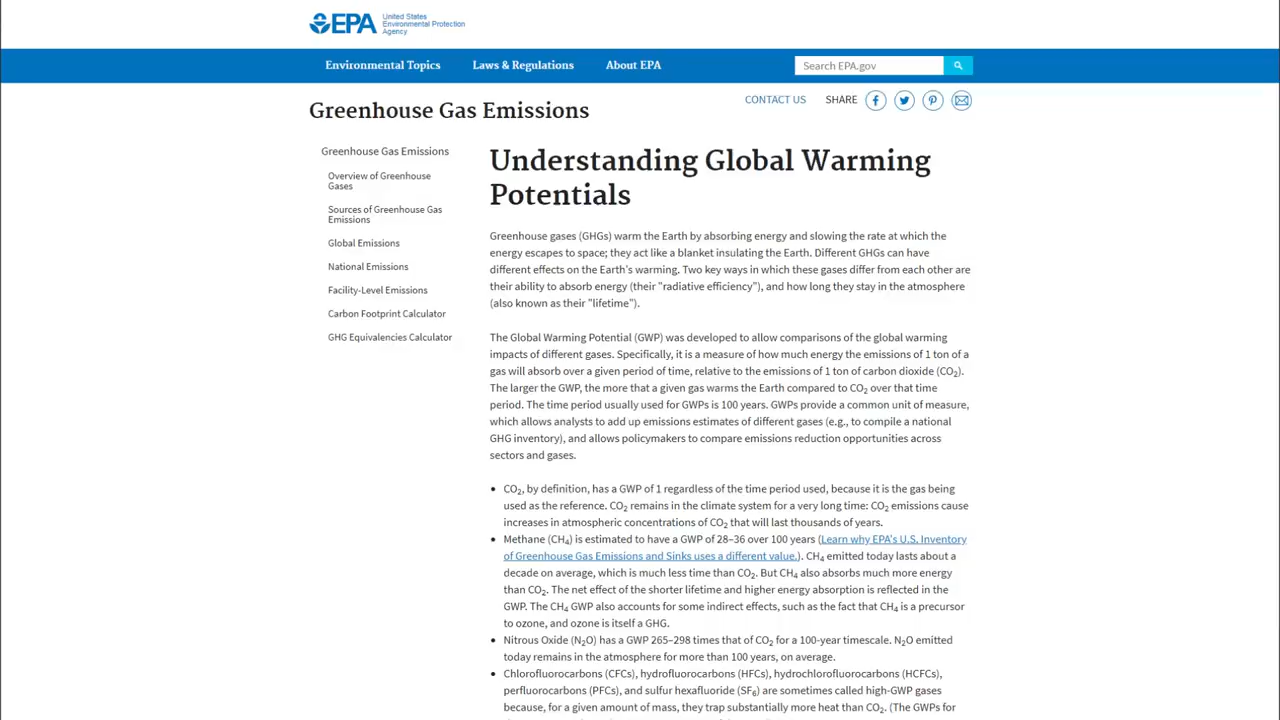 EPA
United States
Environmental Protection
Agency
Environmental Topics
Laws & Regulations
About EPA
Search EPA.gov
CONTACT US
SHARE
Greenhouse Gas Emissions
Greenhouse Gas Emissions
Overview of Greenhouse
Gases
Sources of Greenhouse Gas
Emissions
Global Emissions
National Emissions
Facility-Level Emissions
Carbon Footprint Calculator
GHG Equivalencies Calculator
Understanding Global Warming
Potentials
Greenhouse gases (GHGs) warm the Earth by absorbing energy and slowing the rate at which the
energy escapes to space; they act like a blanket insulating the Earth. Different GHGs can have
different effects on the Earth's warming. Two key ways in which these gases differ from each other are
their ability to absorb energy (their "radiative efficiency"), and how long they stay in the atmosphere
(also known as their "lifetime").
The Global Warming Potential (GWP) was developed to allow comparisons of the global warming
impacts of different gases. Specifically, it is a measure of how much energy the emissions of 1 ton of a
gas will absorb over a given period of time, relative to the emissions of 1 ton of carbon dioxide (CO₂).
The larger the GWP, the more that a given gas warms the Earth compared to CO₂ over that time
period. The time period usually used for GWPs is 100 years. GWPs provide a common unit of measure,
which allows analysts to add up emissions estimates of different gases (e.g., to compile a national
GHG inventory), and allows policymakers to compare emissions reduction opportunities across
sectors and gases.
• CO₂, by definition, has a GWP of 1 regardless of the time period used, because it is the gas being
used as the reference. CO₂ remains in the climate system for a very long time: CO₂ emissions cause
increases in atmospheric concentrations of CO₂ that will last thousands of years.
• Methane (CH₄) is estimated to have a GWP of 28–36 over 100 years (Learn why EPA's U.S. Inventory
of Greenhouse Gas Emissions and Sinks uses a different value.). CH₄ emitted today lasts about a
decade on average, which is much less time than CO₂. But CH₄ also absorbs much more energy
than CO₂. The net effect of the shorter lifetime and higher energy absorption is reflected in the
GWP. The CH₄ GWP also accounts for some indirect effects, such as the fact that CH₄ is a precursor
to ozone, and ozone is itself a GHG.
• Nitrous Oxide (N₂O) has a GWP 265–298 times that of CO₂ for a 100-year timescale. N₂O emitted
today remains in the atmosphere for more than 100 years, on average.
• Chlorofluorocarbons (CFCs), hydrofluorocarbons (HFCs), hydrochlorofluorocarbons (HCFCs),
perfluorocarbons (PFCs), and sulfur hexafluoride (SF₆) are sometimes called high-GWP gases
because, for a given amount of mass, they trap substantially more heat than CO₂. (The GWPs for